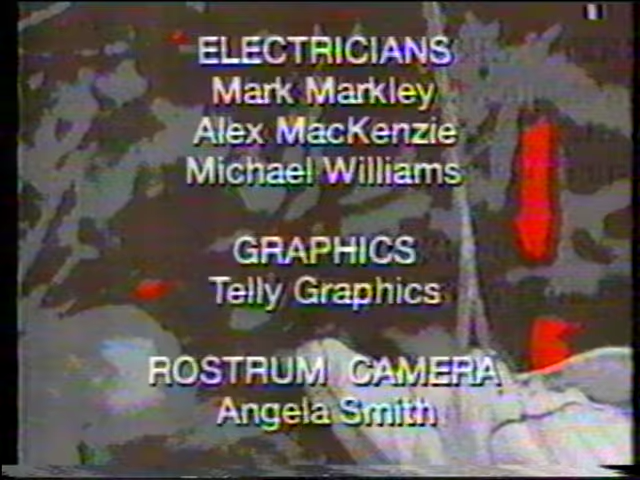 ELECTRICIANS
Mark Markley
Alex MacKenzie
Michael Williams
GRAPHICS
Telly Graphics
ROSTRUM CAMERA
Angela Smith